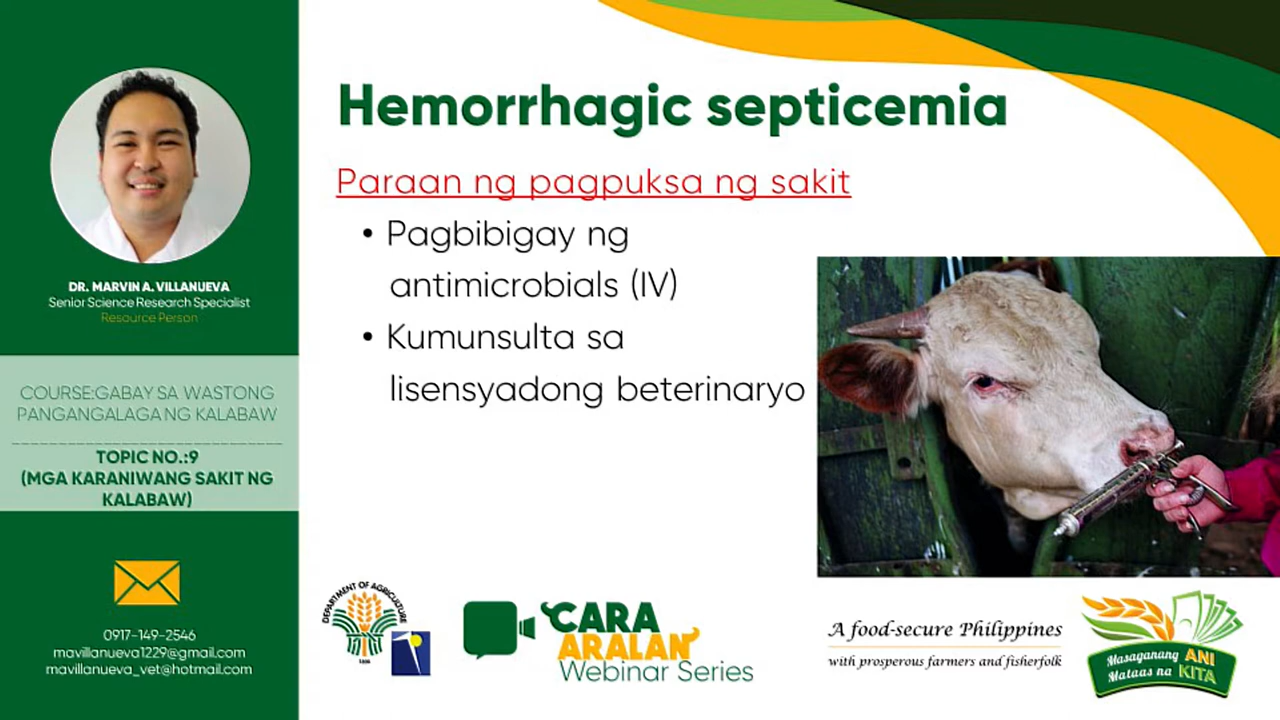 Hemorrhagic septicemia
Paraan ng pagpuksa ng sakit
• Pagbibigay ng
antimicrobials (IV)
• Kumunsulta sa
lisensyadong beterinaryo
DR. MARVIN A. VILLANUEVA
Senior Science Research Specialist
Resource Person
COURSE:GABAY SA WASTONG
PANGANGALAGA NG KALABAW
TOPIC NO.:9
(MGA KARANIWANG SAKIT NG
KALABAW)
0917-149-2546
mavillanueva1229@gmail.com
mavillanueva_vet@hotmail.com
DEPARTMENT OF AGRICULTURE
CARA
ARALAN
Webinar Series
A food-secure Philippines
with prosperous farmers and fisherfolk
Masaganang ANI
Mataas na KITA